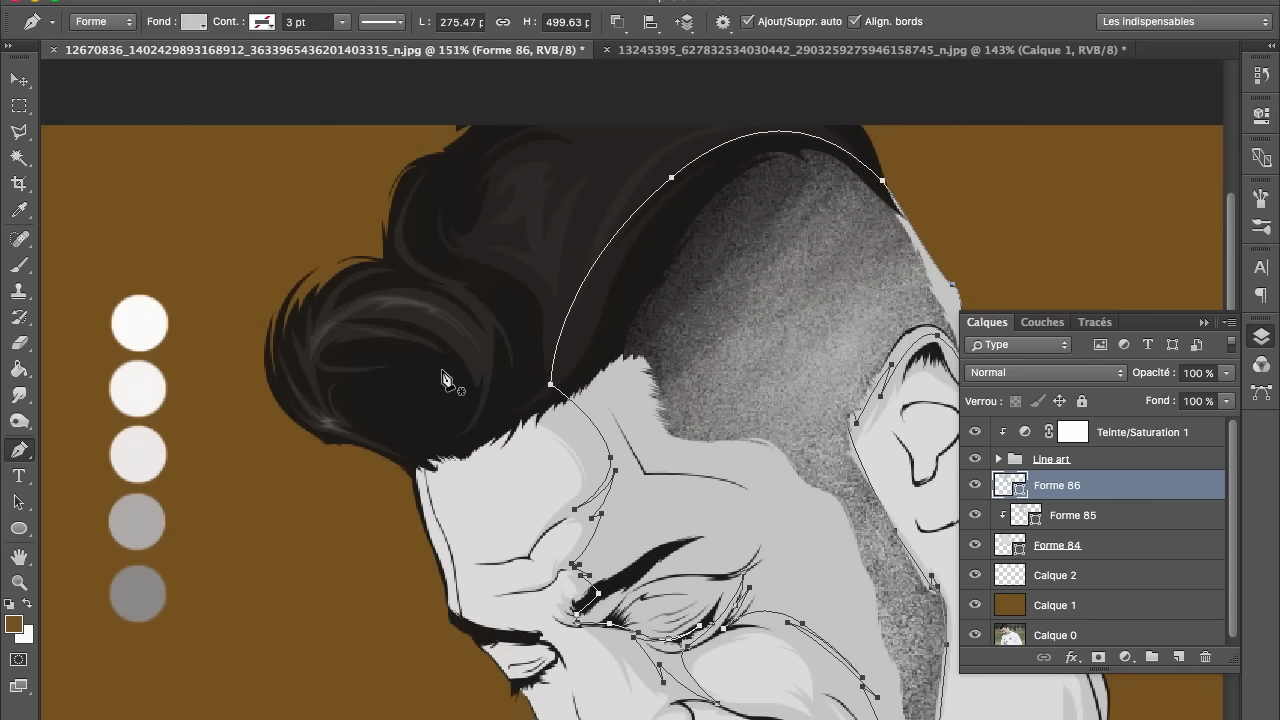 Forme Fond : Cont. : 3 pt L : 275.47 p H : 499.63 p Ajout/Suppr. auto Align. bords Les indispensables
12670836_1402429893168912_3633965436201403315_n.jpg @ 151% (Forme 86, RVB/8) * 13245395_627832534030442_2903259275946158745_n.jpg @ 143% (Calque 1, RVB/8) *
Calques Couches Tracés
Type
Normal Opacité : 100 %
Verrou : Fond : 100 %
Teinte/Saturation 1
Line art
Forme 86
Forme 85
Forme 84
Calque 2
Calque 1
Calque 0
fx